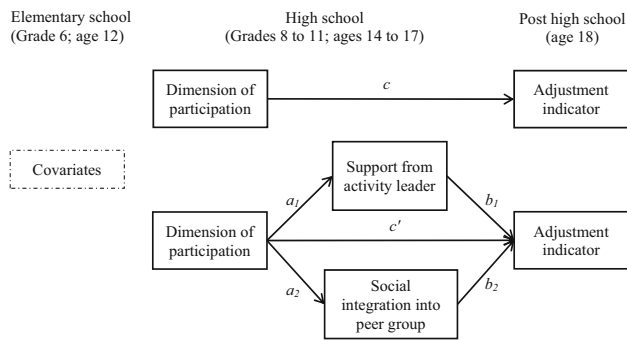 Elementary school
(Grade 6; age 12)
High school
(Grades 8 to 11; ages 14 to 17)
Post high school
(age 18)
Dimension of
participation
c
Adjustment
indicator
Covariates
Support from
activity leader
a1
b1
Dimension of
participation
c'
Adjustment
indicator
a2
b2
Social
integration into
peer group